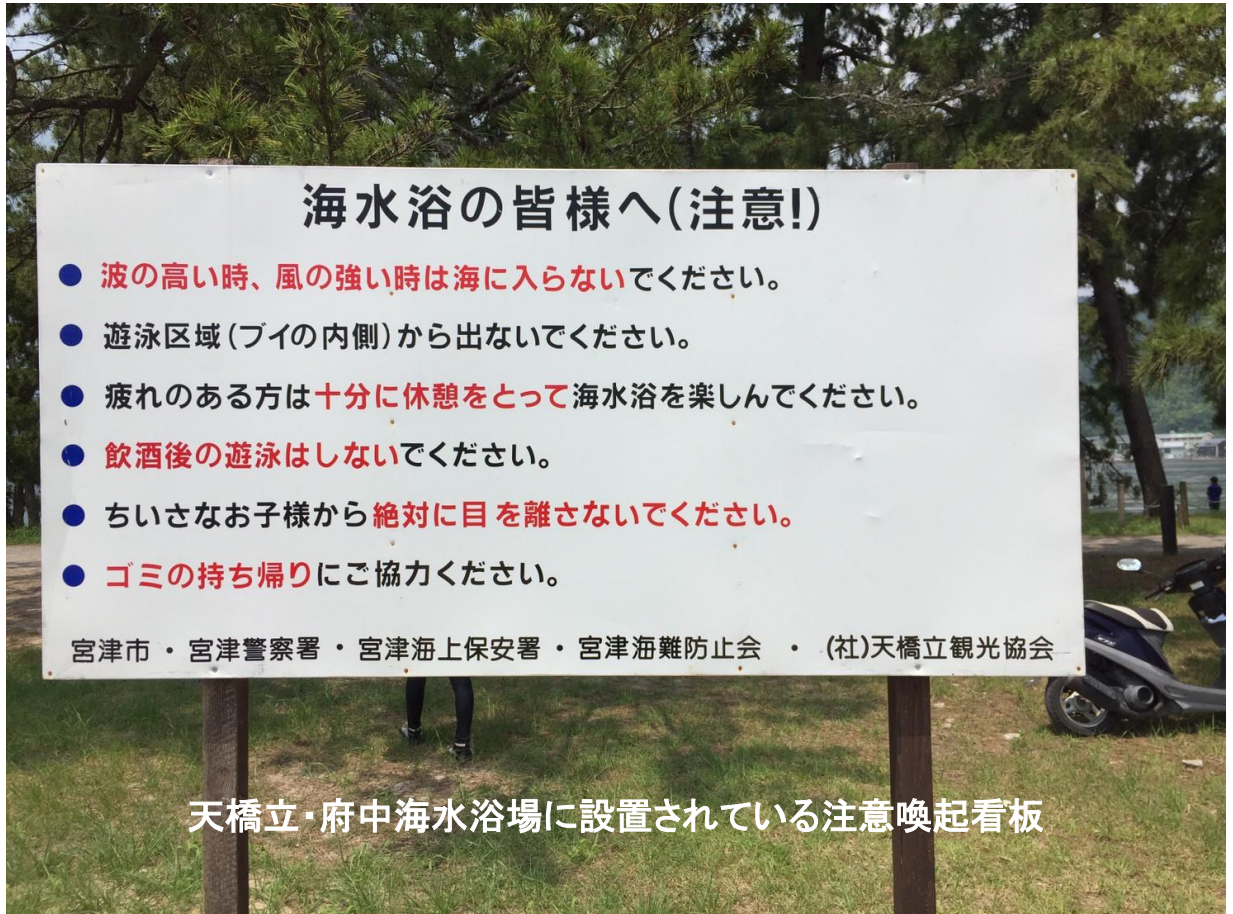 海水浴の皆様へ(注意!)
● 波の高い時、風の強い時は海に入らないでください。
● 遊泳区域(ブイの内側)から出ないでください。
● 疲れのある方は十分に休憩をとって海水浴を楽しんでください。
● 飲酒後の遊泳はしないでください。
● ちいさなお子様から絶対に目を離さないでください。
● ゴミの持ち帰りにご協力ください。
宮津市・宮津警察署・宮津海上保安署・宮津海難防止会・(社)天橋立観光協会
天橋立・府中海水浴場に設置されている注意喚起看板